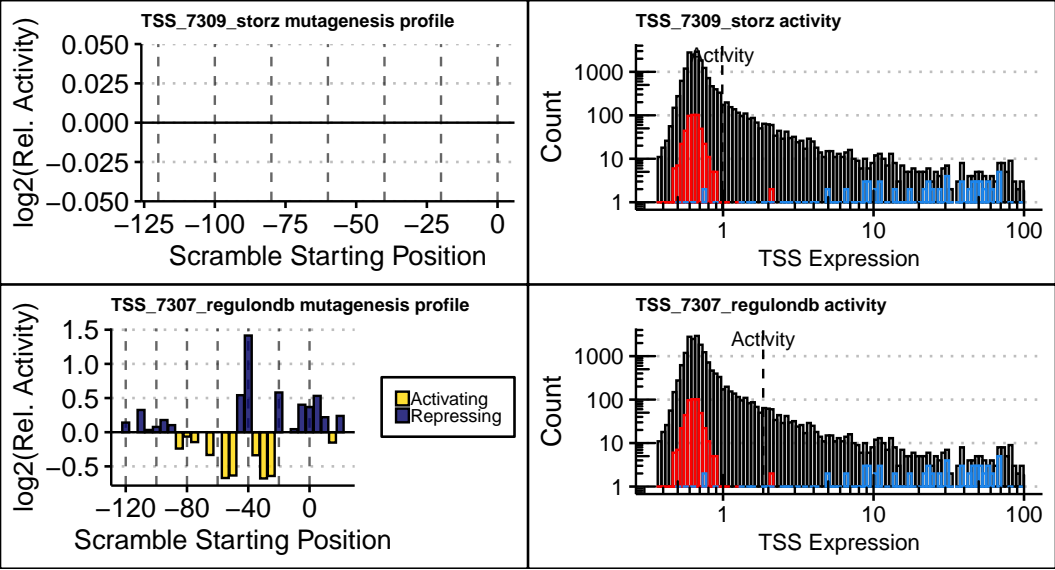 TSS_7309_storz mutagenesis profile
log2(Rel. Activity)
0.050
0.025
0.000
−0.025
−0.050
−125 −100 −75 −50 −25 0
Scramble Starting Position
TSS_7309_storz activity
Activity
Count
1000
100
10
1
1 10 100
TSS Expression
TSS_7307_regulondb mutagenesis profile
log2(Rel. Activity)
1.5
1.0
0.5
0.0
−0.5
−120 −80 −40 0
Scramble Starting Position
Activating
Repressing
TSS_7307_regulondb activity
Activity
Count
1000
100
10
1
1 10 100
TSS Expression